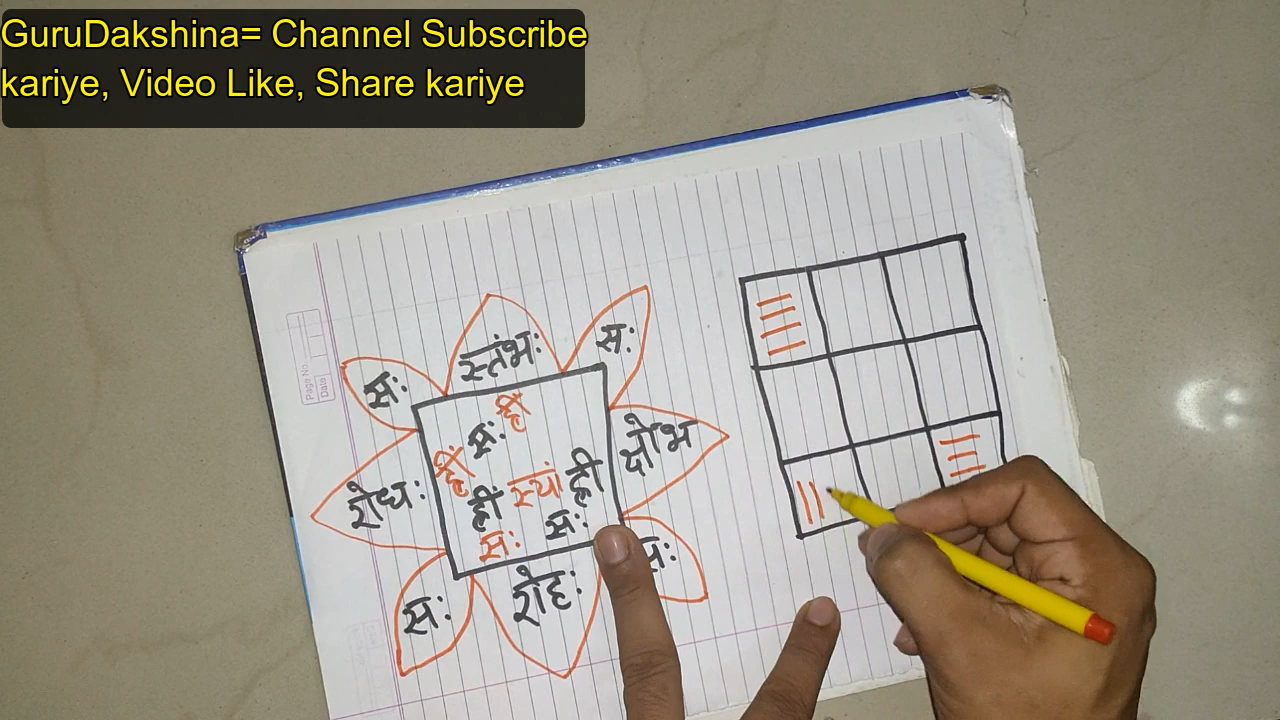 GuruDakshina= Channel Subscribe
kariye, Video Like, Share kariye
Page No.
Date
सः
स्तंभः
सः
रोधः
क्षोभ
ह्रीं
सः
ह्रीं
ह्रीं
स्यां
ह्रीं
सः
सः
सः
रोहः
सः